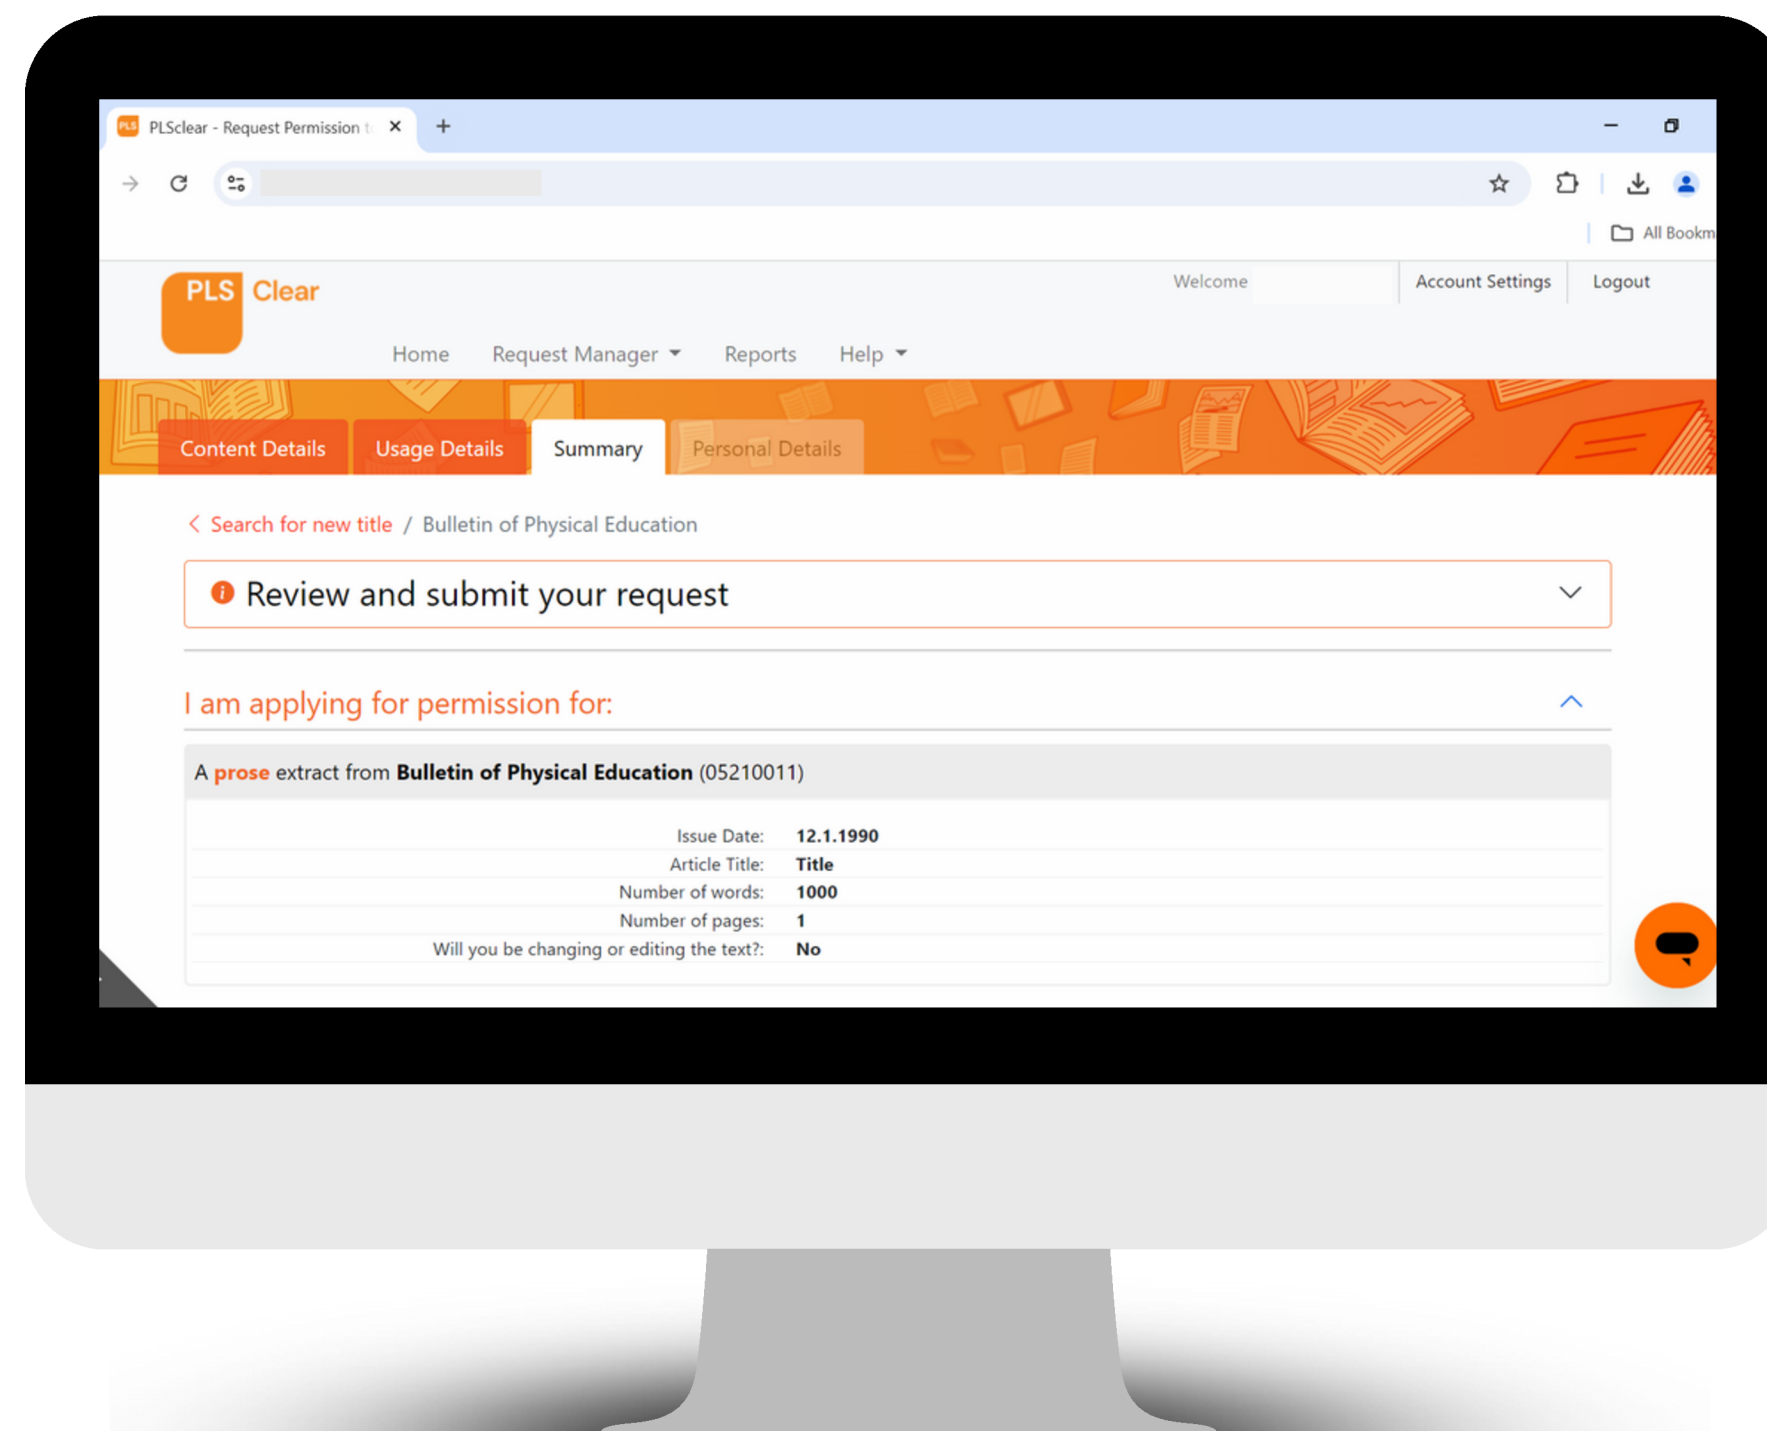 PLS PLSclear - Request Permission t
All Bookm
PLS Clear
Welcome
Account Settings
Logout
Home Request Manager Reports Help
Content Details Usage Details Summary Personal Details
Search for new title / Bulletin of Physical Education
Review and submit your request
I am applying for permission for:
A prose extract from Bulletin of Physical Education (05210011)
Issue Date: 12.1.1990
Article Title: Title
Number of words: 1000
Number of pages: 1
Will you be changing or editing the text?: No